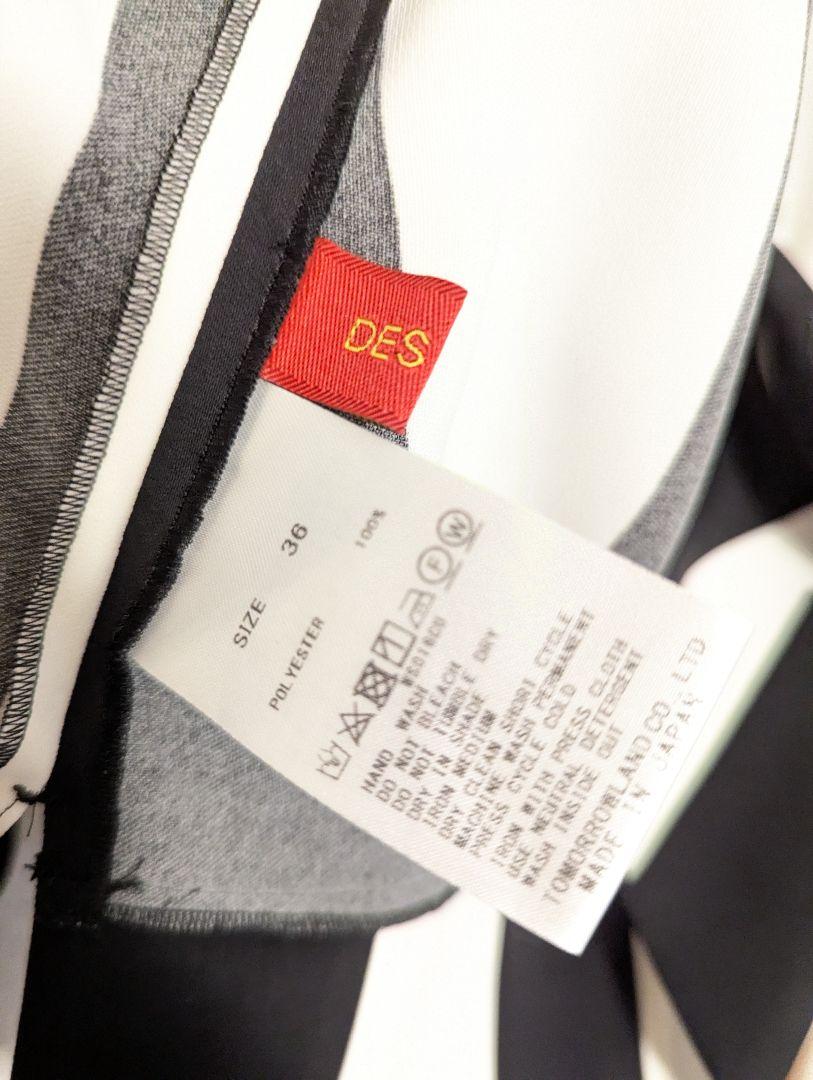 DES
SIZE 36
POLYESTER 100%
W
F
HAND WASH
DO NOT BLEACH
DO NOT TUMBLE DRY
DRY IN SHADE
IRON MEDIUM
DRY CLEAN SHORT CYCLE
MACHINE WASH PERMANENT
PRESS CYCLE COLD
IRON WITH PRESS CLOTH
USE NEUTRAL DETERGENT
WASH INSIDE OUT
TOMORROWLAND CO.,LTD
MADE IN JAPAN